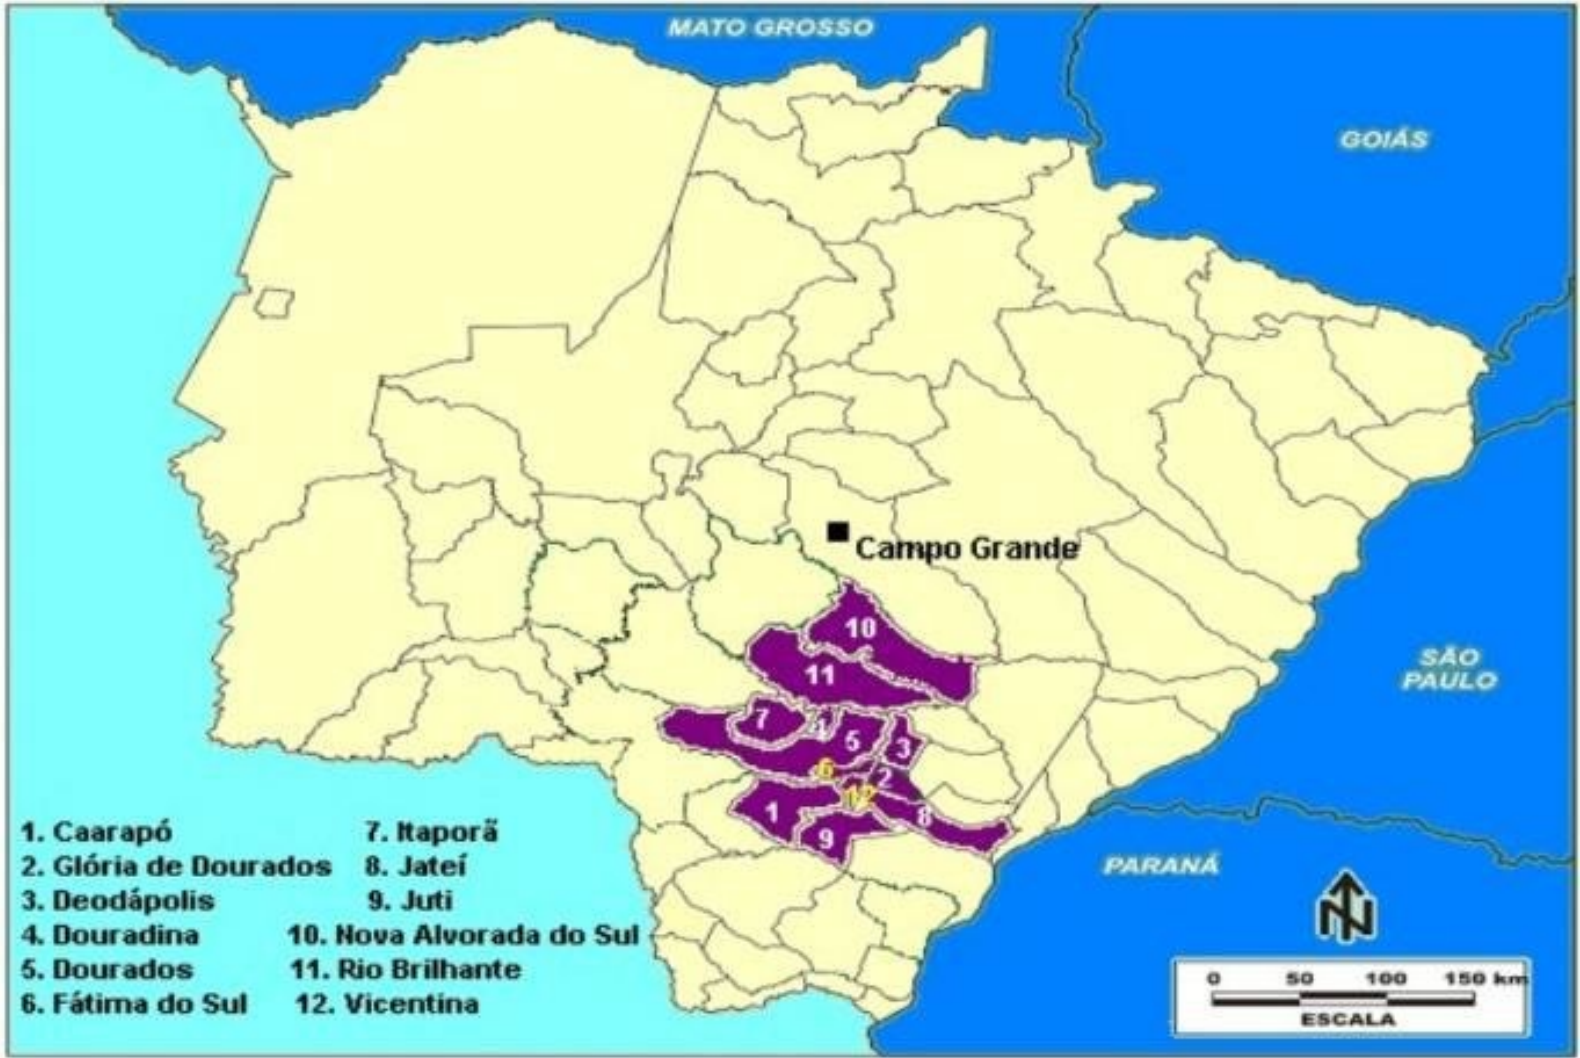 MATO GROSSO
GOIÁS
Campo Grande
SÃO
PAULO
PARANÁ
10
11
7
4
5
3
6
2
12
1
8
9
1. Caarapó
2. Glória de Dourados
3. Deodápolis
4. Douradina
5. Dourados
6. Fátima do Sul
7. Itaporã
8. Jateí
9. Juti
10. Nova Alvorada do Sul
11. Rio Brilhante
12. Vicentina
N
0 50 100 150 km
ESCALA